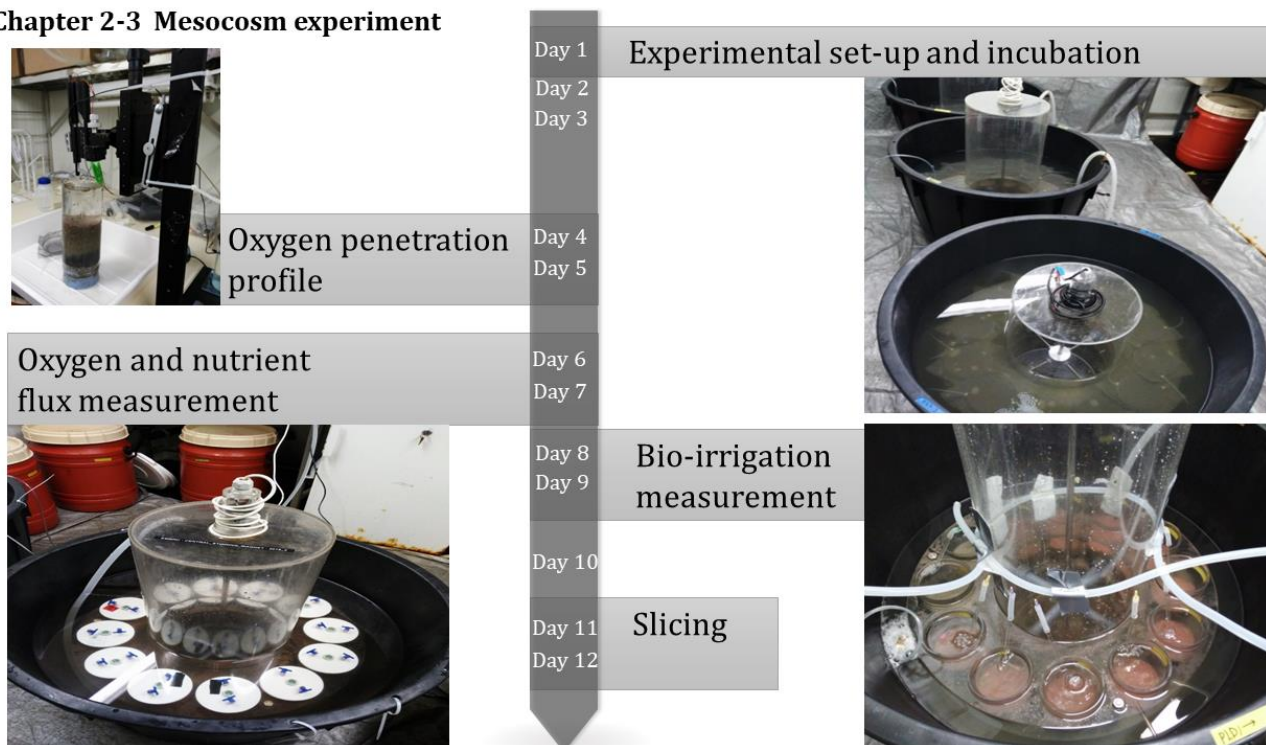 Chapter 2-3 Mesocosm experiment
Day 1
Experimental set-up and incubation
Day 2
Day 3
Oxygen penetration
profile
Day 4
Day 5
Oxygen and nutrient
flux measurement
Day 6
Day 7
Day 8
Day 9
Bio-irrigation
measurement
Day 10
Day 11
Day 12
Slicing